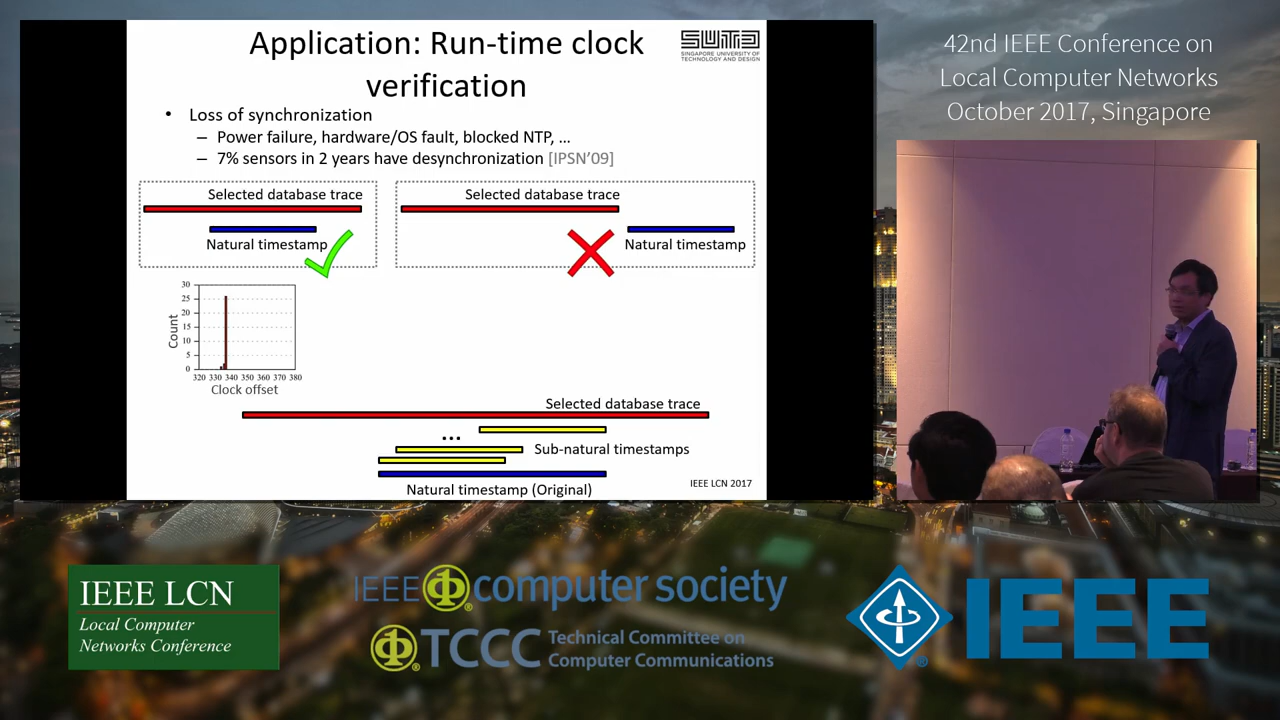 Application: Run-time clock
verification
SUTD
SINGAPORE UNIVERSITY OF
TECHNOLOGY AND DESIGN
• Loss of synchronization
– Power failure, hardware/OS fault, blocked NTP, …
– 7% sensors in 2 years have desynchronization [IPSN'09]
Selected database trace
Natural timestamp
Selected database trace
Natural timestamp
30
25
20
15
10
5
0
Count
320 330 340 350 360 370 380
Clock offset
Selected database trace
…
Sub-natural timestamps
Natural timestamp (Original)
IEEE LCN 2017
42nd IEEE Conference on
Local Computer Networks
October 2017, Singapore
IEEE LCN
Local Computer
Networks Conference
IEEE computer society
TCCC Technical Committee on
Computer Communications
IEEE